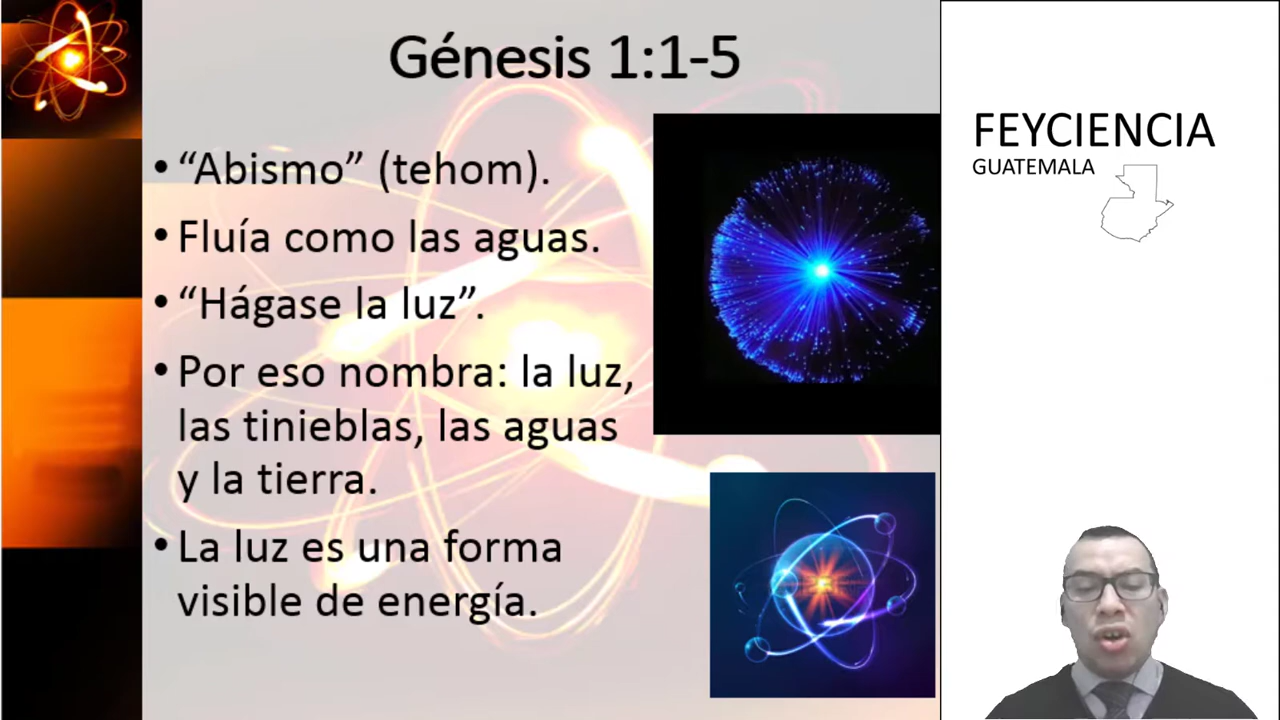 Génesis 1:1-5
• “Abismo” (tehom).
• Fluía como las aguas.
• “Hágase la luz”.
• Por eso nombra: la luz,
las tinieblas, las aguas
y la tierra.
• La luz es una forma
visible de energía.
FEYCIENCIA
GUATEMALA